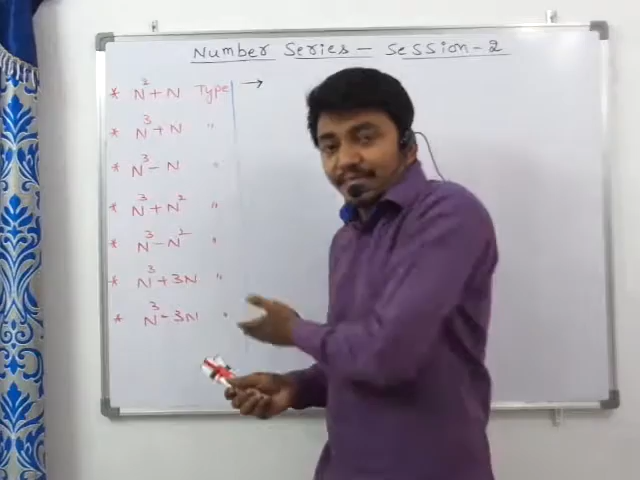 Number Series - Session-2
* N²+N Type →
* N³+N "
* N³-N "
* N³+N² "
* N³-N² "
* N³+3N "
* N³-3N "